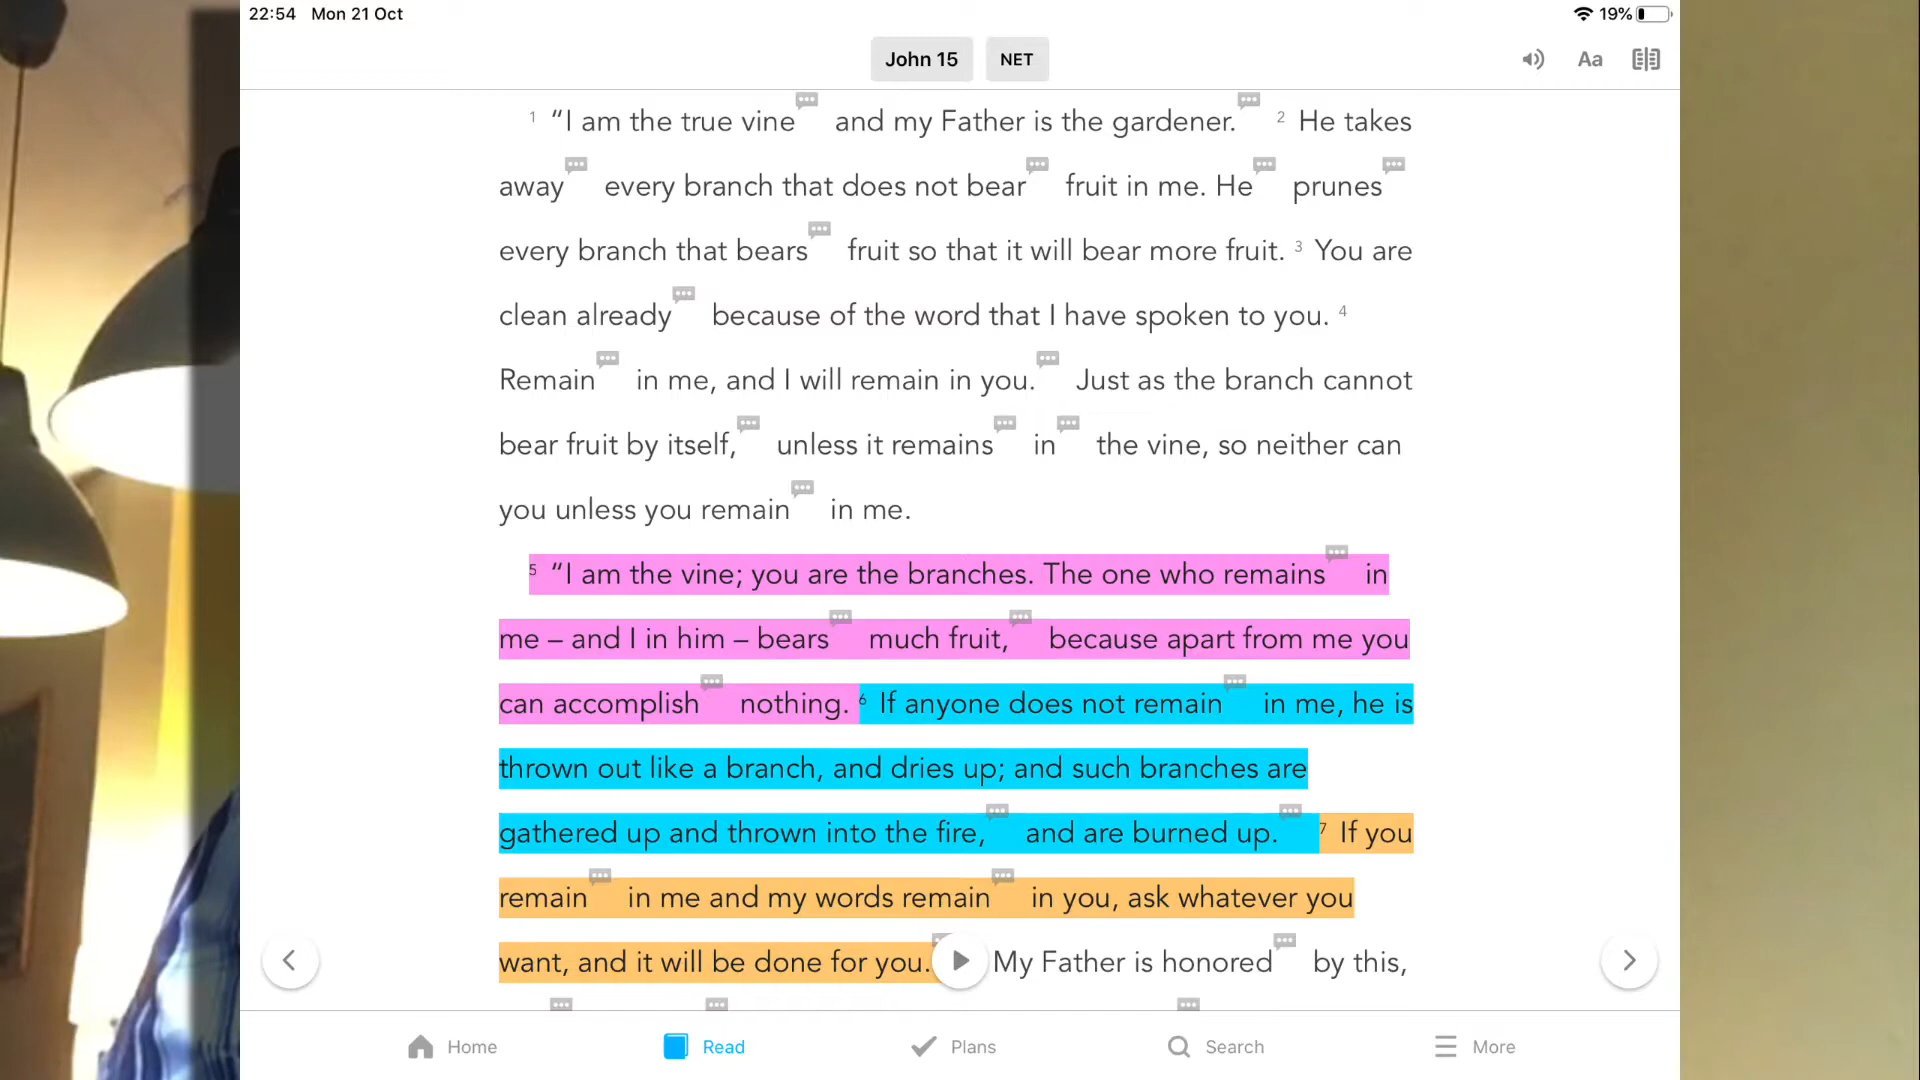 22:54 Mon 21 Oct 19%
John 15 NET
Aa
1 “I am the true vine and my Father is the gardener. 2 He takes
away every branch that does not bear fruit in me. He prunes
every branch that bears fruit so that it will bear more fruit. 3 You are
clean already because of the word that I have spoken to you. 4
Remain in me, and I will remain in you. Just as the branch cannot
bear fruit by itself, unless it remains in the vine, so neither can
you unless you remain in me.
5 “I am the vine; you are the branches. The one who remains in
me – and I in him – bears much fruit, because apart from me you
can accomplish nothing. 6 If anyone does not remain in me, he is
thrown out like a branch, and dries up; and such branches are
gathered up and thrown into the fire, and are burned up. 7 If you
remain in me and my words remain in you, ask whatever you
want, and it will be done for you. My Father is honored by this,
Home Read Plans Search More